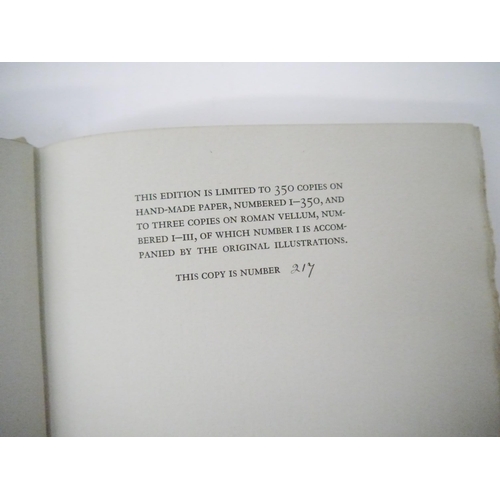 THIS EDITION IS LIMITED TO 350 COPIES ON
HAND-MADE PAPER, NUMBERED I–350, AND
TO THREE COPIES ON ROMAN VELLUM, NUM-
BERED I–III, OF WHICH NUMBER I IS ACCOM-
PANIED BY THE ORIGINAL ILLUSTRATIONS.
THIS COPY IS NUMBER 217